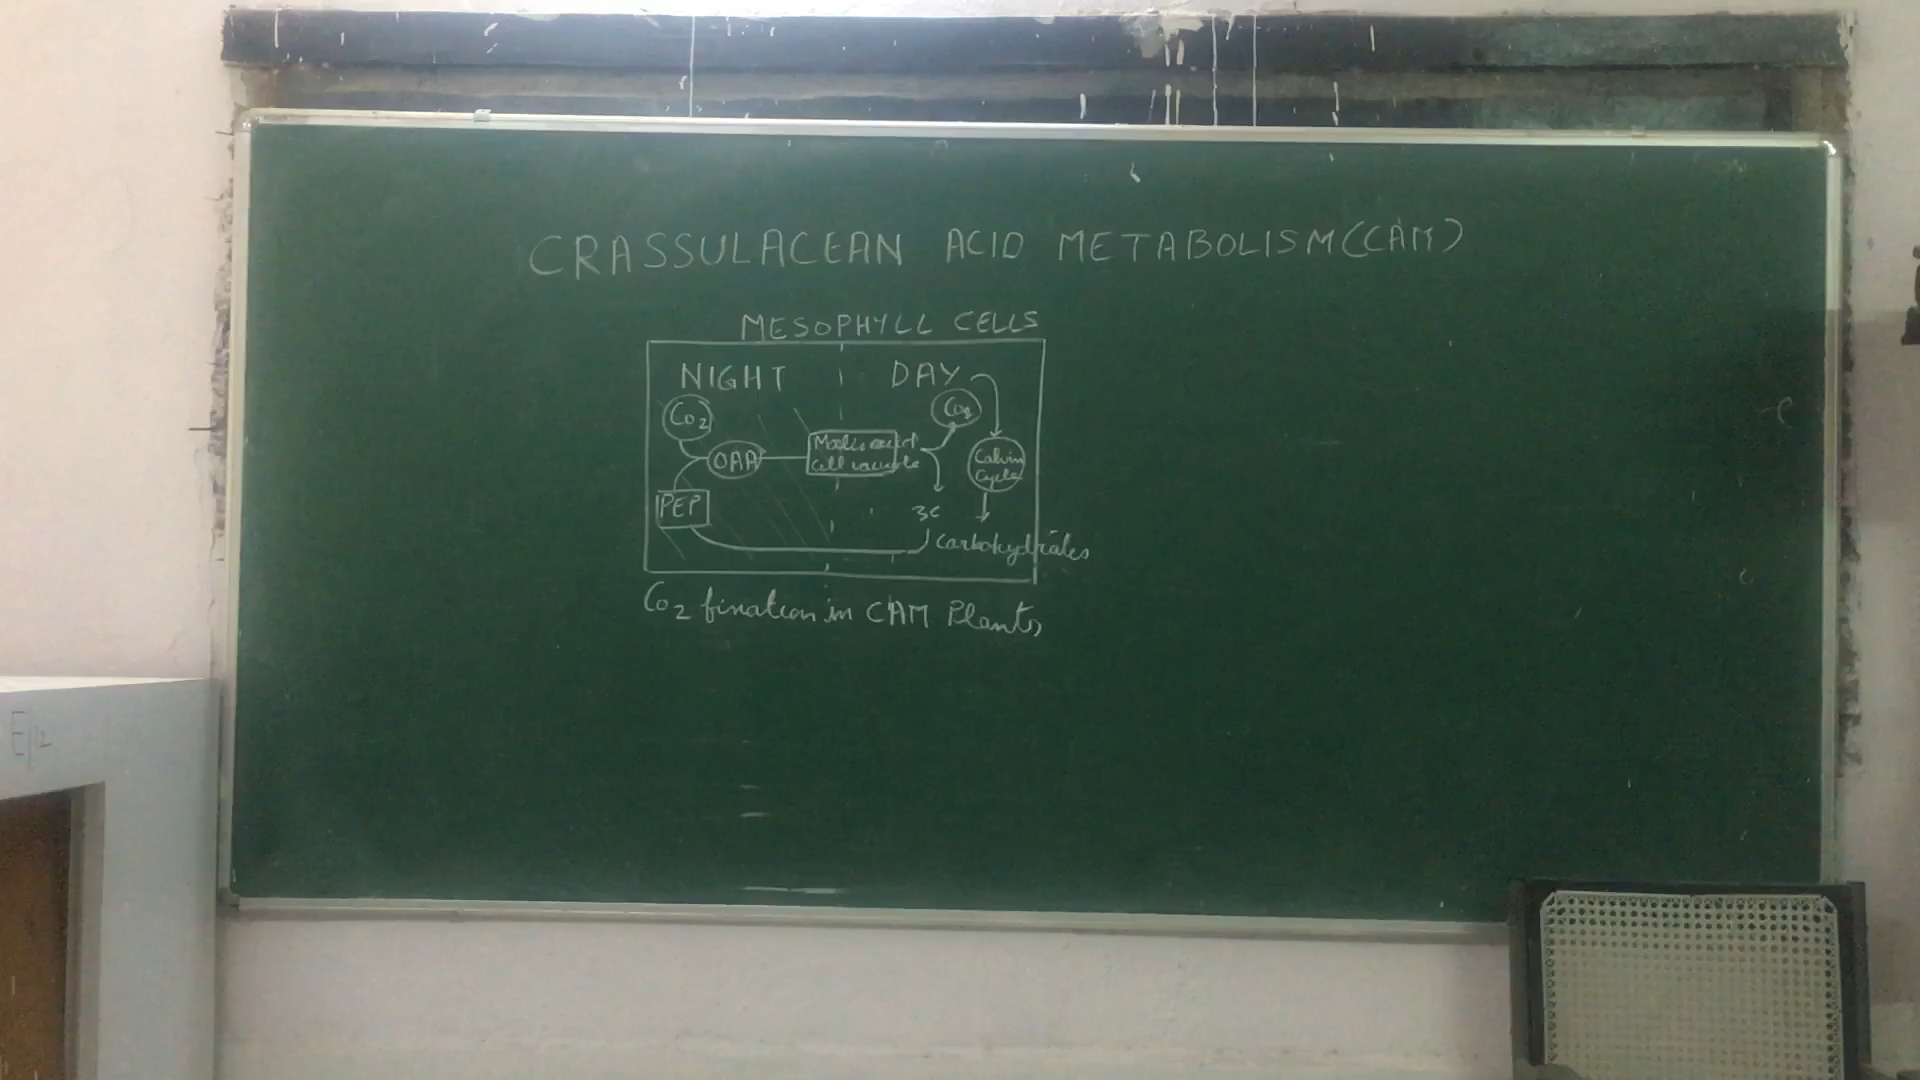 CRASSULACEAN ACID METABOLISM (CAM)
MESOPHYLL CELLS
NIGHT DAY
Co2
Co2
OAA
Malic acid
cell vacuole
Calvin
Cycle
PEP
3C
Carbohydrates
Co2 fixation in CAM Plants
E/12